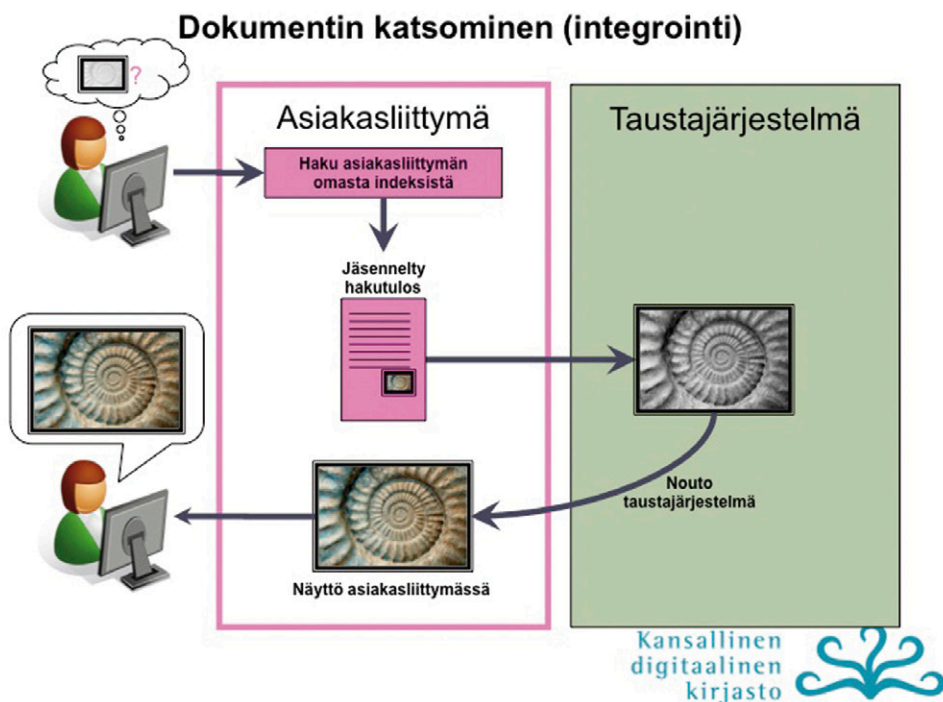 Dokumentin katsominen (integrointi)
?
Asiakasliittymä
Taustajärjestelmä
Haku asiakasliittymän
omasta indeksistä
Jäsennelty
hakutulos
Nouto
taustajärjestelmä
Näyttö asiakasliittymässä
Kansallinen
digitaalinen
kirjasto